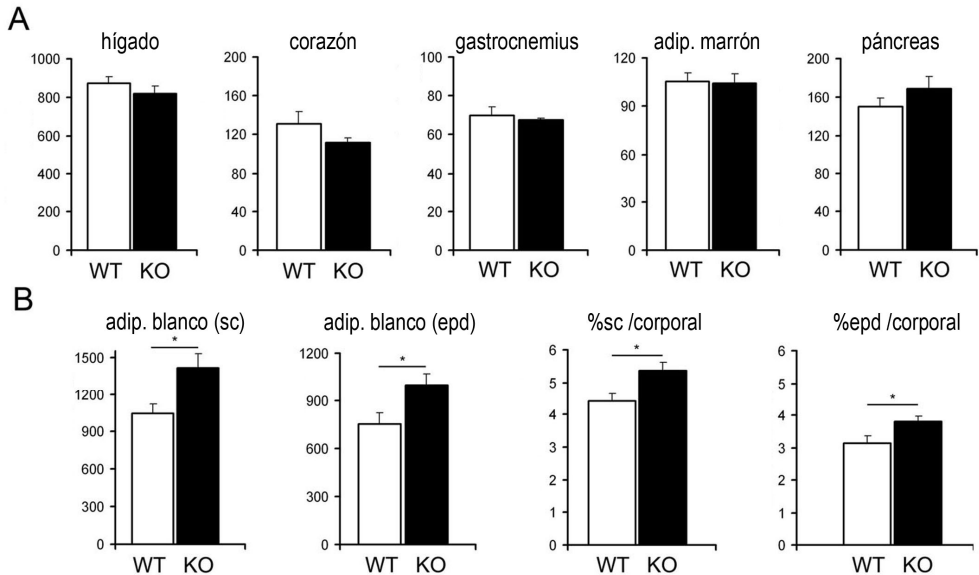 A
hígado
corazón
gastrocnemius
adip. marrón
páncreas
1000
800
600
400
200
0
WT KO
200
160
120
80
40
0
WT KO
100
80
60
40
20
0
WT KO
120
90
60
30
0
WT KO
200
160
120
80
40
0
WT KO
B
adip. blanco (sc)
adip. blanco (epd)
%sc /corporal
%epd /corporal
*
1500
1200
900
600
300
0
WT KO
*
1200
900
600
300
0
WT KO
*
6
5
4
3
2
1
0
WT KO
*
6
5
4
3
2
1
0
WT KO